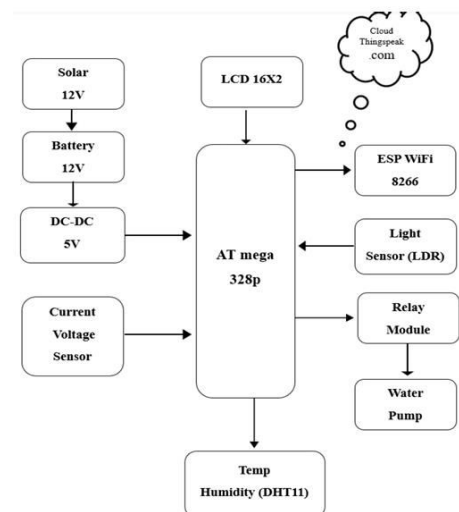 Cloud
Thingspeak
.com
Solar
12V
LCD 16X2
Battery
12V
ESP WiFi
8266
DC-DC
5V
AT mega
328p
Light
Sensor (LDR)
Current
Voltage
Sensor
Relay
Module
Water
Pump
Temp
Humidity (DHT11)